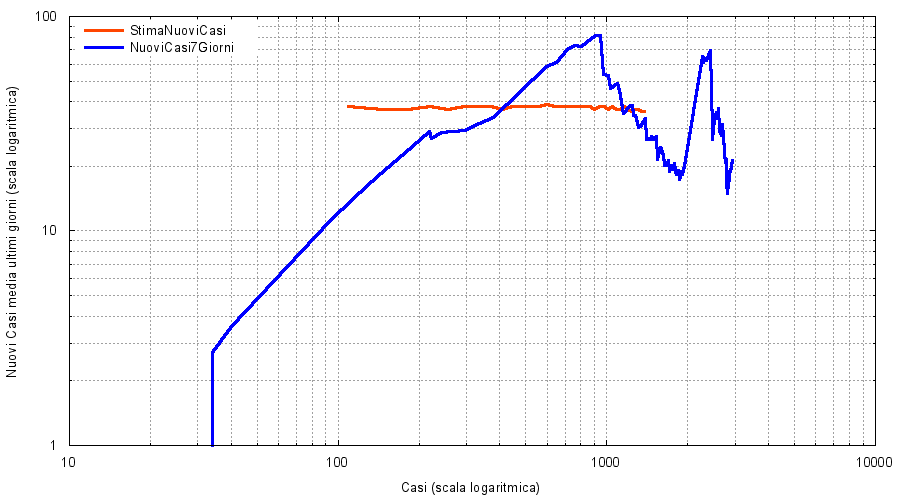 100
StimaNuoviCasi
NuoviCasi7Giorni
10
1
Nuovi Casi media ultimi giorni (scala logaritmica)
10 100 1000 10000
Casi (scala logaritmica)